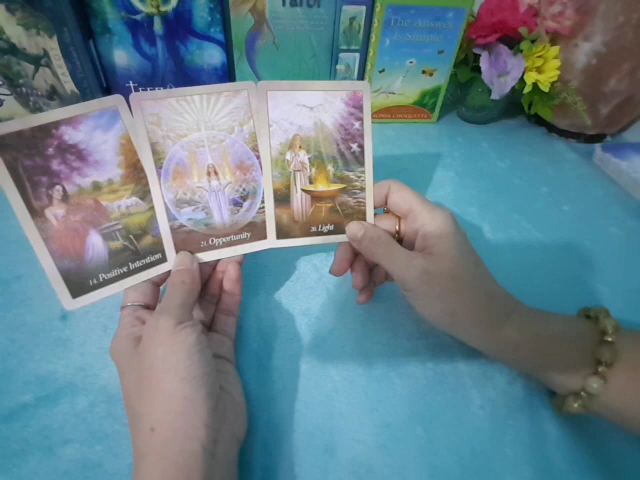 Tarot
The Answer
is Simple
14. Positive Intention
21. Opportunity
20. Light